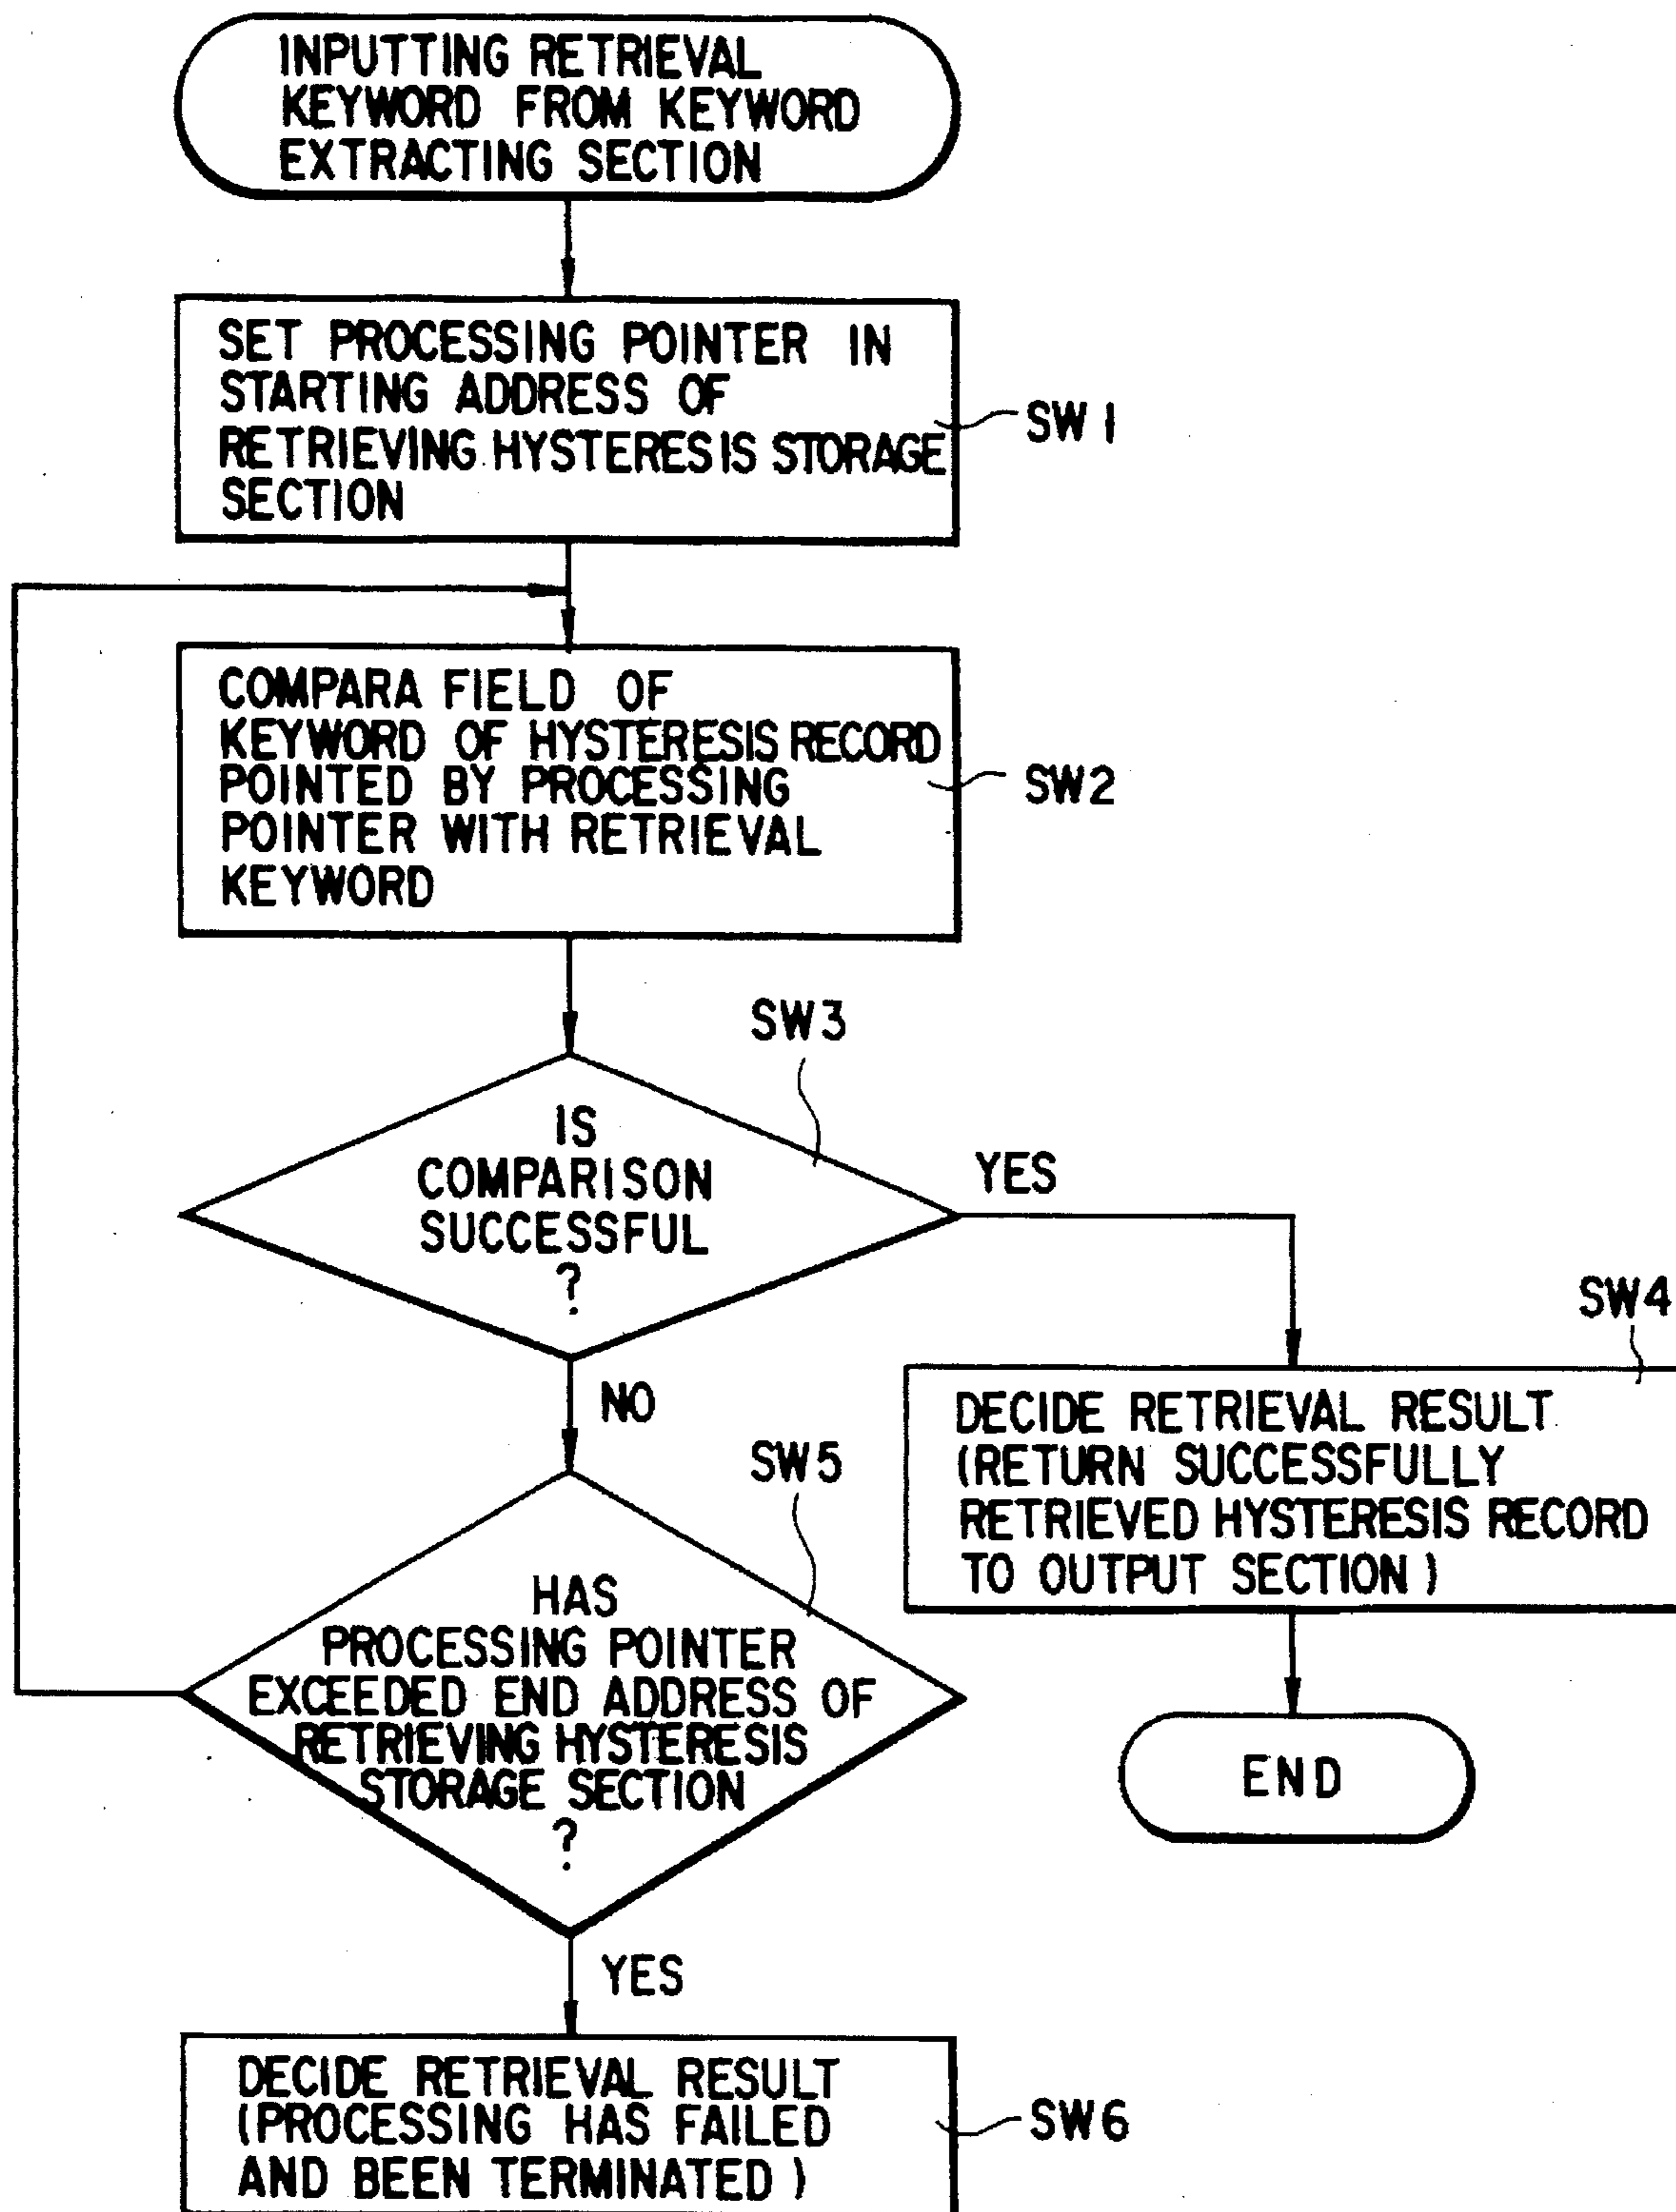 INPUTTING RETRIEVAL
KEYWORD FROM KEYWORD
EXTRACTING SECTION
SET PROCESSING POINTER IN
STARTING ADDRESS OF
RETRIEVING HYSTERESIS STORAGE
SECTION
SW1
COMPARA FIELD OF
KEYWORD OF HYSTERESIS RECORD
POINTED BY PROCESSING
POINTER WITH RETRIEVAL
KEYWORD
SW2
SW3
IS
COMPARISON
SUCCESSFUL
?
YES
NO
SW4
DECIDE RETRIEVAL RESULT
(RETURN SUCCESSFULLY
RETRIEVED HYSTERESIS RECORD
TO OUTPUT SECTION)
END
SW5
HAS
PROCESSING POINTER
EXCEEDED END ADDRESS OF
RETRIEVING HYSTERESIS
STORAGE SECTION
?
YES
DECIDE RETRIEVAL RESULT
(PROCESSING HAS FAILED
AND BEEN TERMINATED)
SW6